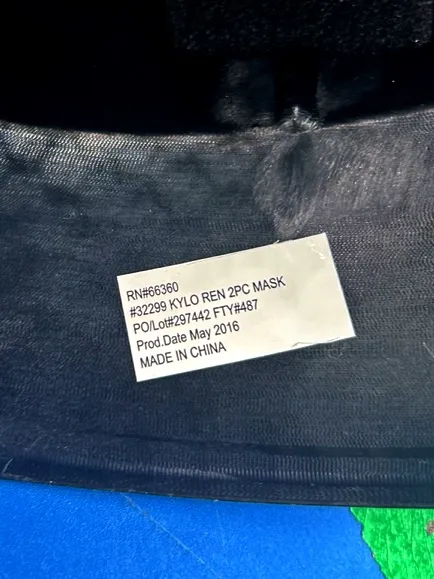 RN#66360
#32299 KYLO REN 2PC MASK
PO/Lot#297442 FTY#487
Prod.Date May 2016
MADE IN CHINA